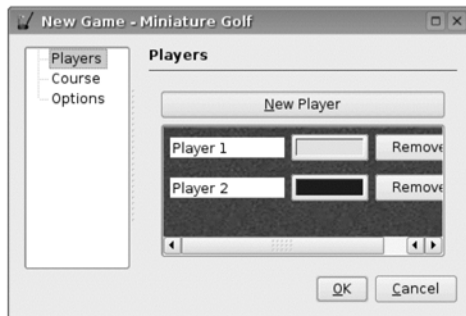 New Game - Miniature Golf
Players
Course
Options
Players
New Player
Player 1 Remove
Player 2 Remove
OK Cancel